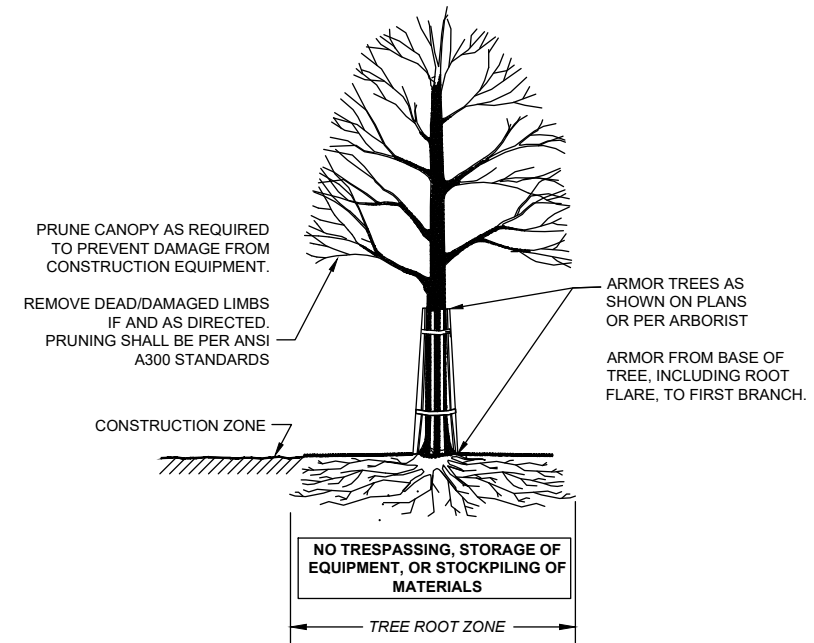 PRUNE CANOPY AS REQUIRED
TO PREVENT DAMAGE FROM
CONSTRUCTION EQUIPMENT.
REMOVE DEAD/DAMAGED LIMBS
IF AND AS DIRECTED.
PRUNING SHALL BE PER ANSI
A300 STANDARDS
CONSTRUCTION ZONE
ARMOR TREES AS
SHOWN ON PLANS
OR PER ARBORIST
ARMOR FROM BASE OF
TREE, INCLUDING ROOT
FLARE, TO FIRST BRANCH.
NO TRESPASSING, STORAGE OF
EQUIPMENT, OR STOCKPILING OF
MATERIALS
TREE ROOT ZONE